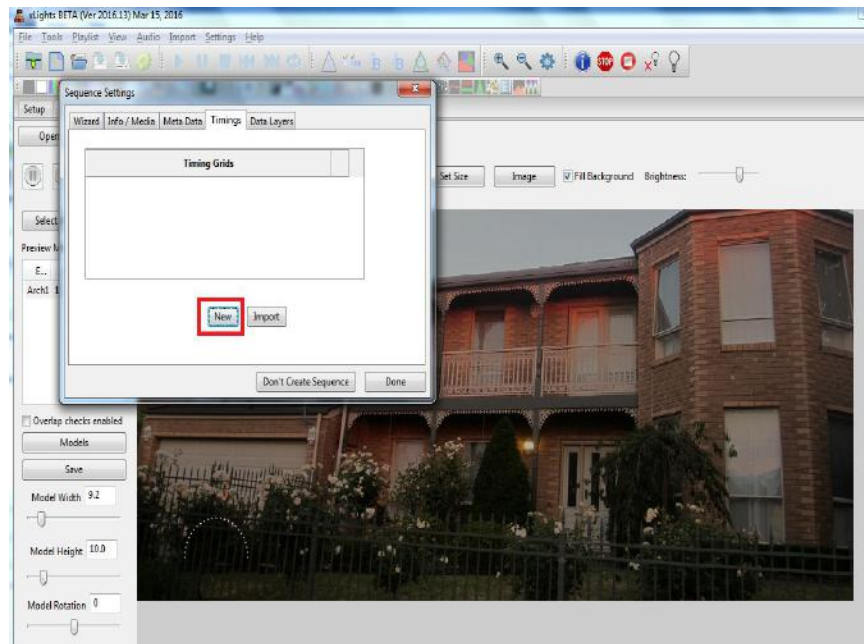 xLights BETA (Ver 2016.13) Mar 15, 2016
File Tools Playlist View Audio Import Settings Help
STOP
Sequence Settings
Setup
Wizard Info / Media Meta Data Timings Data Layers
Open
Timing Grids
Set Size Image Fill Background Brightness:
Select
Preview M
E...
Arch1 1
New Import
Don't Create Sequence Done
Overlap checks enabled
Models
Save
Model Width 9.2
Model Height 10.0
Model Rotation 0